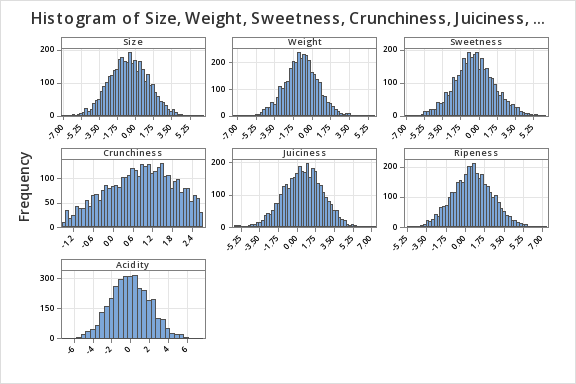 Histogram of Size, Weight, Sweetness, Crunchiness, Juiciness, ...
Frequency
Size
200
150
100
50
0
-7.00 -5.25 -3.50 -1.75 0.00 1.75 3.50 5.25
Weight
200
100
0
-7.00 -5.25 -3.50 -1.75 0.00 1.75 3.50 5.25
Sweetness
200
150
100
50
0
-7.00 -5.25 -3.50 -1.75 0.00 1.75 3.50 5.25
Crunchiness
100
50
0
-1.2 -0.6 0.0 0.6 1.2 1.8 2.4
Juiciness
200
100
0
-5.25 -3.50 -1.75 0.00 1.75 3.50 5.25 7.00
Ripeness
200
100
0
-5.25 -3.50 -1.75 0.00 1.75 3.50 5.25 7.00
Acidity
300
150
0
-6 -4 -2 0 2 4 6